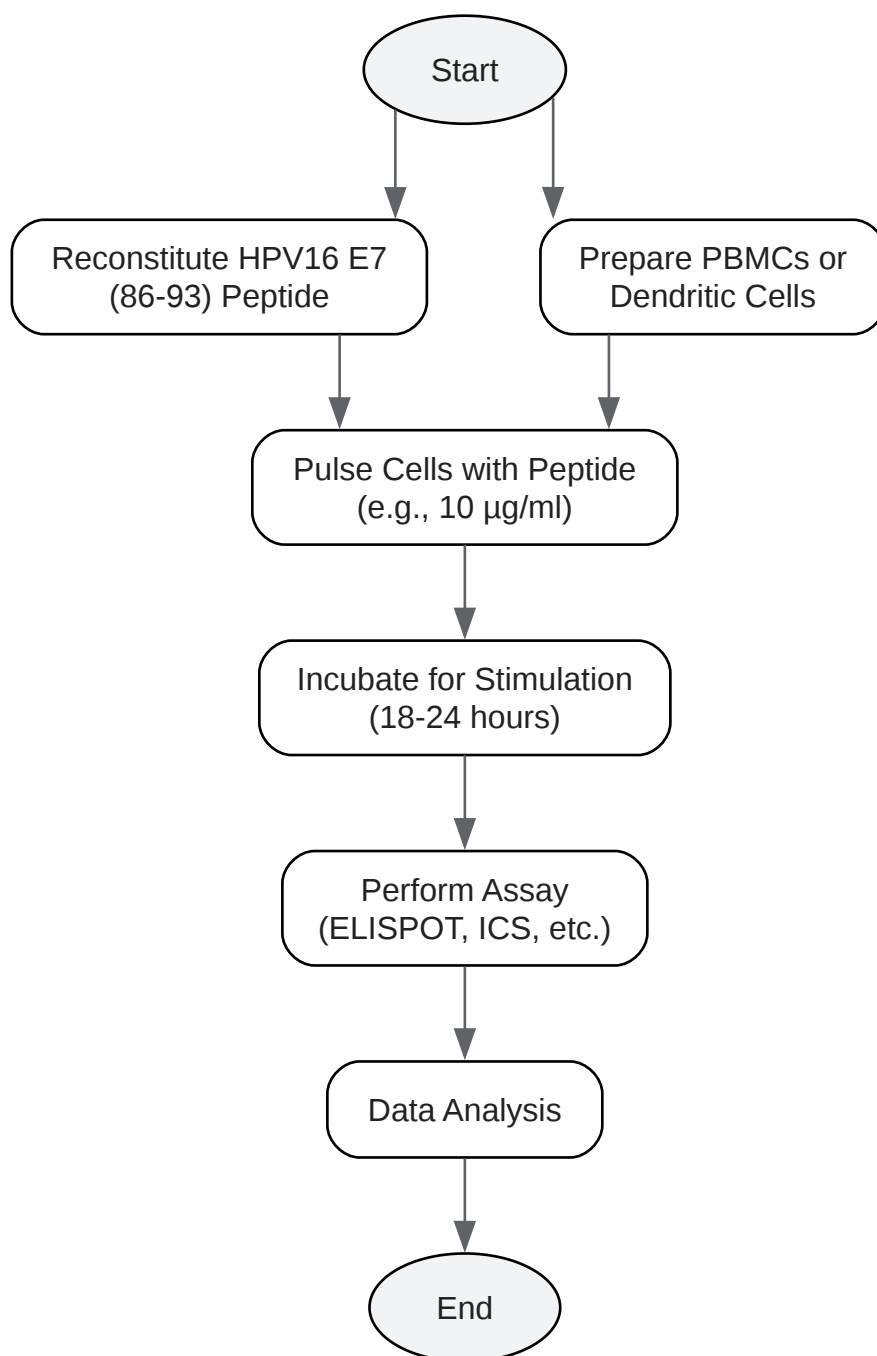 Start
Reconstitute HPV16 E7
(86-93) Peptide
Prepare PBMCs or
Dendritic Cells
Pulse Cells with Peptide
(e.g., 10 µg/ml)
Incubate for Stimulation
(18-24 hours)
Perform Assay
(ELISPOT, ICS, etc.)
Data Analysis
End